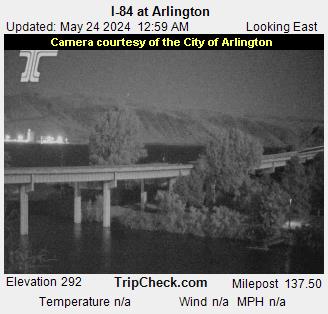 I-84 at Arlington
Updated: May 24 2024 12:59 AM Looking East
Camera courtesy of the City of Arlington
Elevation 292 TripCheck.com Milepost 137.50
Temperature n/a Wind n/a MPH n/a